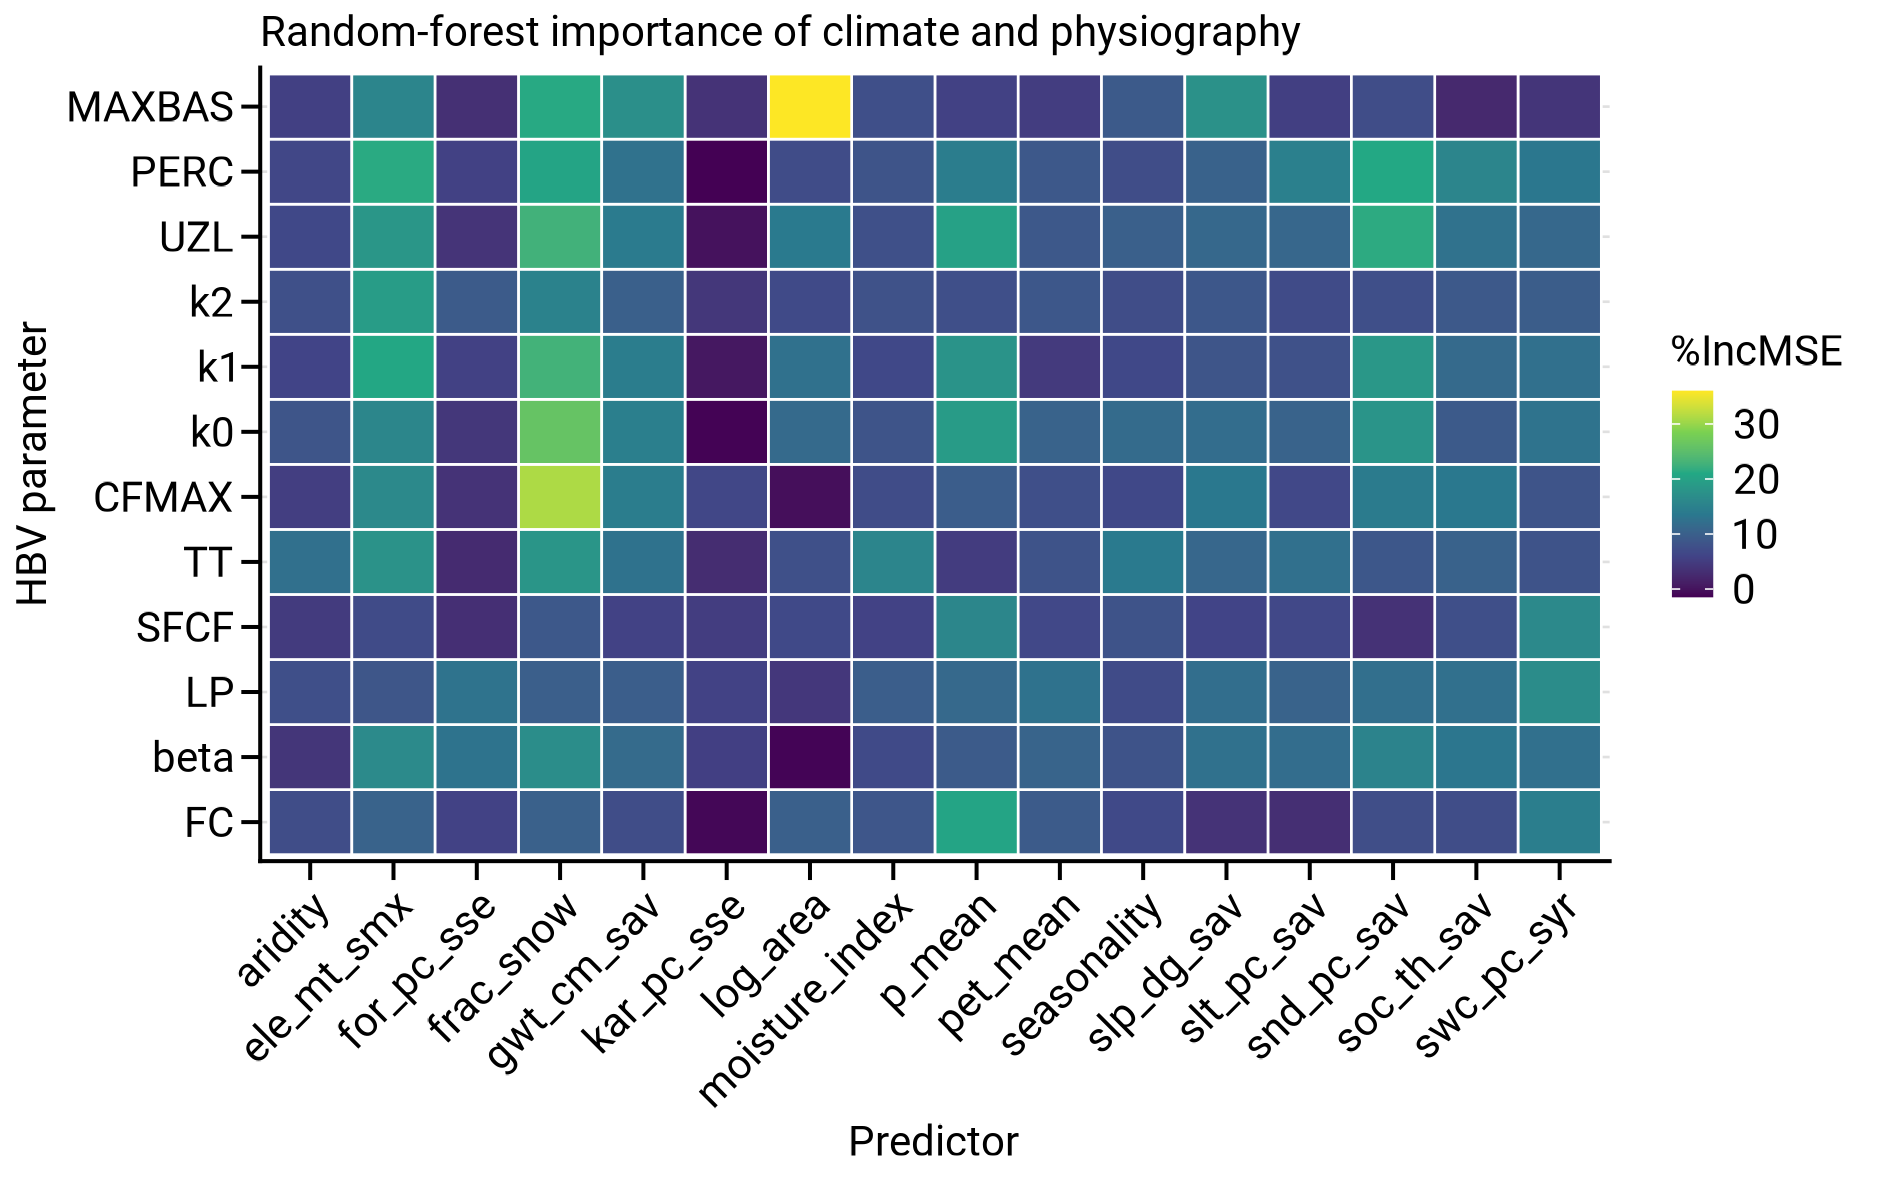 Random-forest importance of climate and physiography
HBV parameter
MAXBAS
PERC
UZL
k2
k1
k0
CFMAX
TT
SFCF
LP
beta
FC
aridity
ele_mt_smx
for_pc_sse
frac_snow
gwt_cm_sav
kar_pc_sse
log_area
moisture_index
p_mean
pet_mean
seasonality
slp_dg_sav
slt_pc_sav
snd_pc_sav
soc_th_sav
swc_pc_syr
Predictor
%IncMSE
30
20
10
0